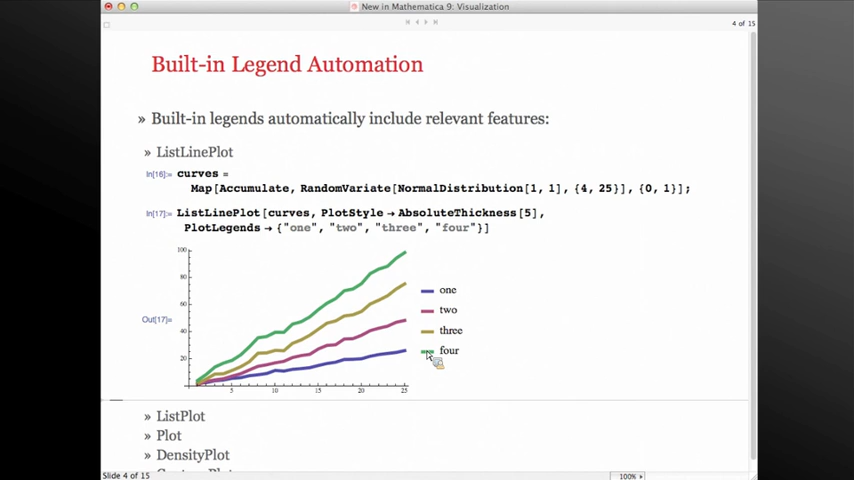 New in Mathematica 9: Visualization
4 of 15
Built-in Legend Automation
» Built-in legends automatically include relevant features:
» ListLinePlot
In[16]:= curves =
Map[Accumulate, RandomVariate[NormalDistribution[1, 1], {4, 25}], {0, 1}];
In[17]:= ListLinePlot[curves, PlotStyle → AbsoluteThickness[5],
PlotLegends → {"one", "two", "three", "four"}]
Out[17]=
100
80
60
40
20
5 10 15 20 25
one
two
three
four
» ListPlot
» Plot
» DensityPlot
Slide 4 of 15
100%